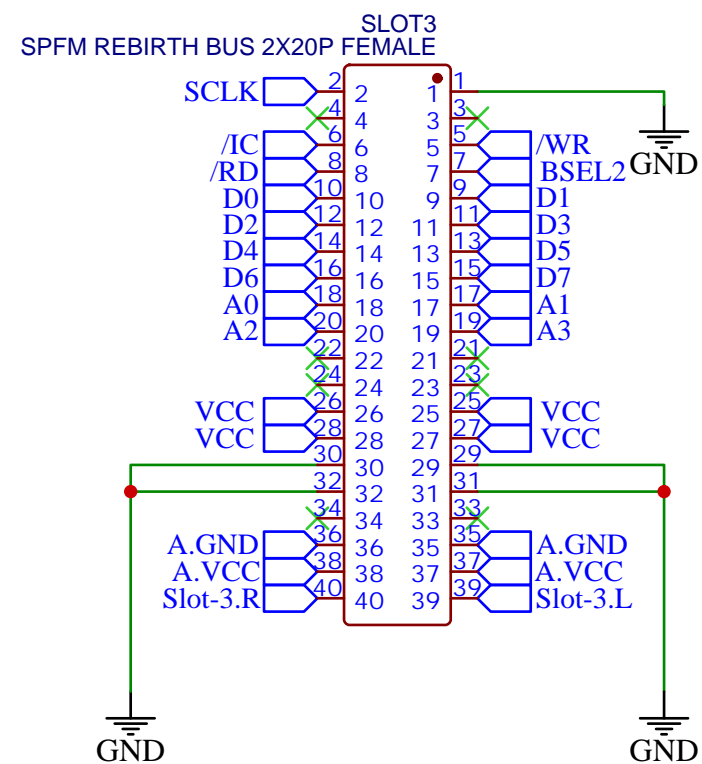 SLOT3
SPFM REBIRTH BUS 2X20P FEMALE
SCLK 2 2 1 1
4 4 3 3
/IC 6 6 5 5 /WR
/RD 8 8 7 7 BSEL2 GND
D0 10 10 9 9 D1
D2 12 12 11 11 D3
D4 14 14 13 13 D5
D6 16 16 15 15 D7
A0 18 18 17 17 A1
A2 20 20 19 19 A3
22 22 21 21
24 24 23 23
VCC 26 26 25 25 VCC
VCC 28 28 27 27 VCC
30 30 29 29
32 32 31 31
34 34 33 33
A.GND 36 36 35 35 A.GND
A.VCC 38 38 37 37 A.VCC
Slot-3.R 40 40 39 39 Slot-3.L
GND GND